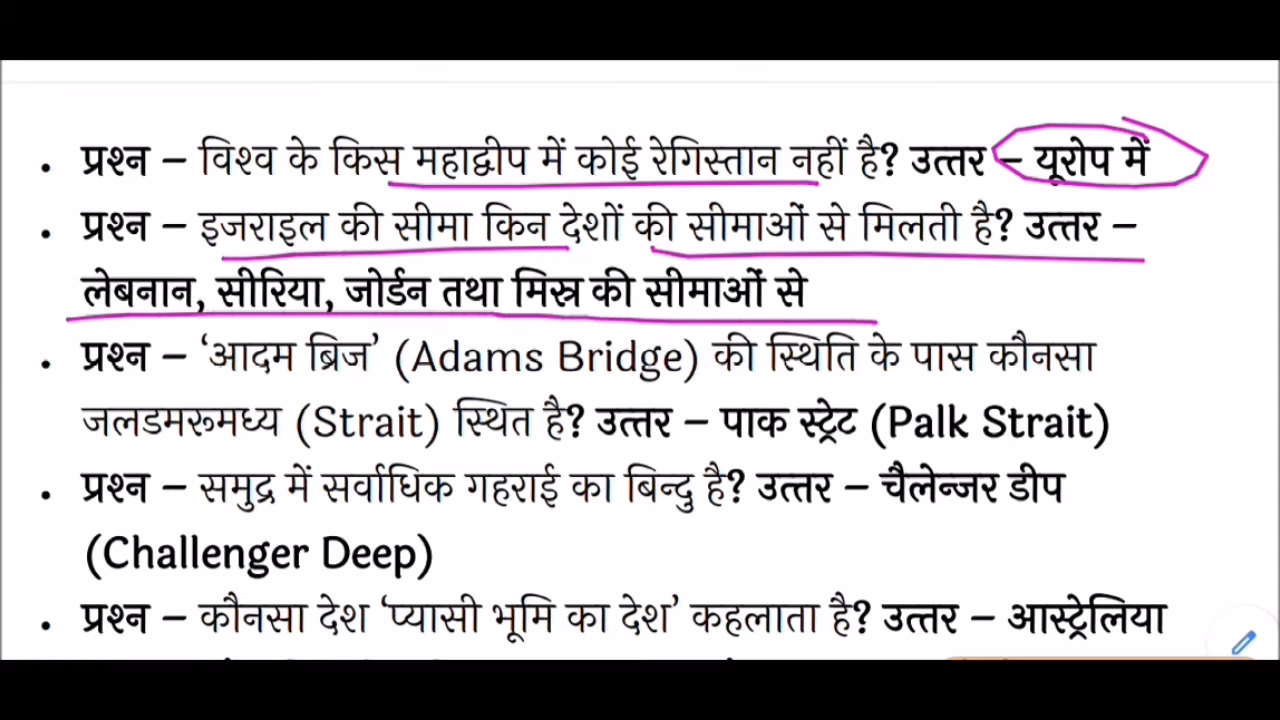 • प्रश्न – विश्व के किस महाद्वीप में कोई रेगिस्तान नहीं है? उत्तर – यूरोप में
• प्रश्न – इजराइल की सीमा किन देशों की सीमाओं से मिलती है? उत्तर –
लेबनान, सीरिया, जोर्डन तथा मिस्र की सीमाओं से
• प्रश्न – ‘आदम ब्रिज’ (Adams Bridge) की स्थिति के पास कौनसा
जलडमरूमध्य (Strait) स्थित है? उत्तर – पाक स्ट्रेट (Palk Strait)
• प्रश्न – समुद्र में सर्वाधिक गहराई का बिन्दु है? उत्तर – चैलेन्जर डीप
(Challenger Deep)
• प्रश्न – कौनसा देश ‘प्यासी भूमि का देश’ कहलाता है? उत्तर – आस्ट्रेलिया